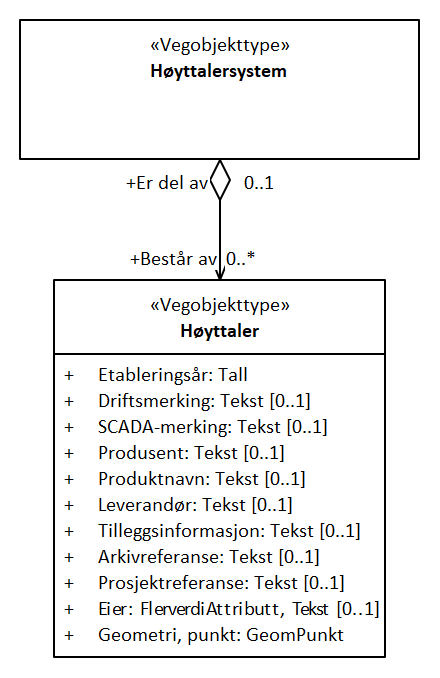 «Vegobjekttype»
Høyttalersystem
+Er del av 0..1
+Består av 0..*
«Vegobjekttype»
Høyttaler
+ Etableringsår: Tall
+ Driftsmerking: Tekst [0..1]
+ SCADA-merking: Tekst [0..1]
+ Produsent: Tekst [0..1]
+ Produktnavn: Tekst [0..1]
+ Leverandør: Tekst [0..1]
+ Tilleggsinformasjon: Tekst [0..1]
+ Arkivreferanse: Tekst [0..1]
+ Prosjektreferanse: Tekst [0..1]
+ Eier: FlerverdiAttributt, Tekst [0..1]
+ Geometri, punkt: GeomPunkt